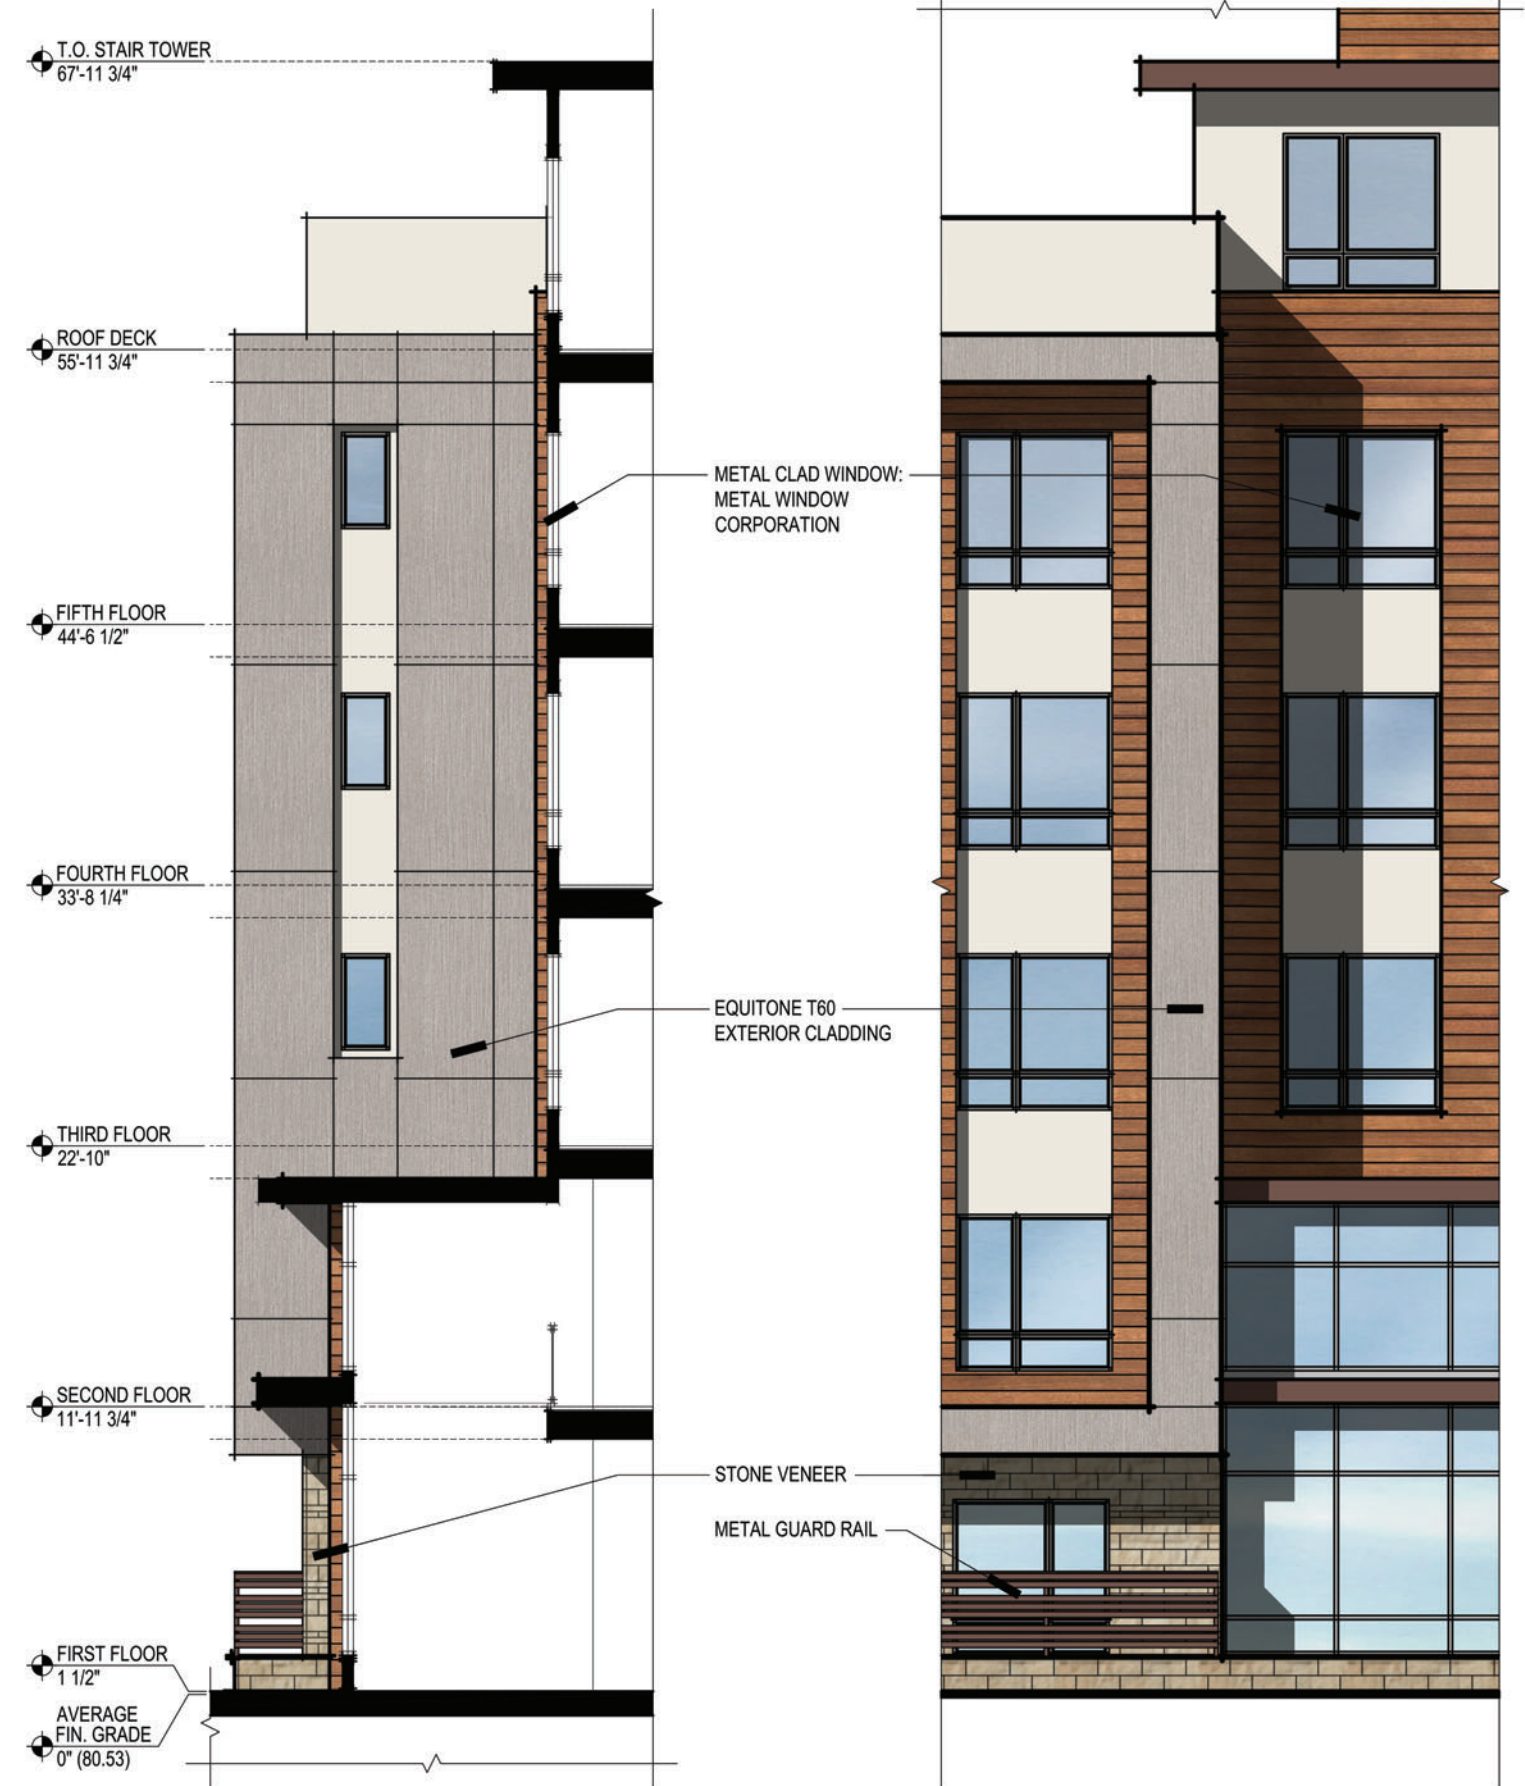 T.O. STAIR TOWER
67'-11 3/4"
ROOF DECK
55'-11 3/4"
METAL CLAD WINDOW:
METAL WINDOW
CORPORATION
FIFTH FLOOR
44'-6 1/2"
FOURTH FLOOR
33'-8 1/4"
EQUITONE T60
EXTERIOR CLADDING
THIRD FLOOR
22'-10"
SECOND FLOOR
11'-11 3/4"
STONE VENEER
METAL GUARD RAIL
FIRST FLOOR
1 1/2"
AVERAGE
FIN. GRADE
0" (80.53)